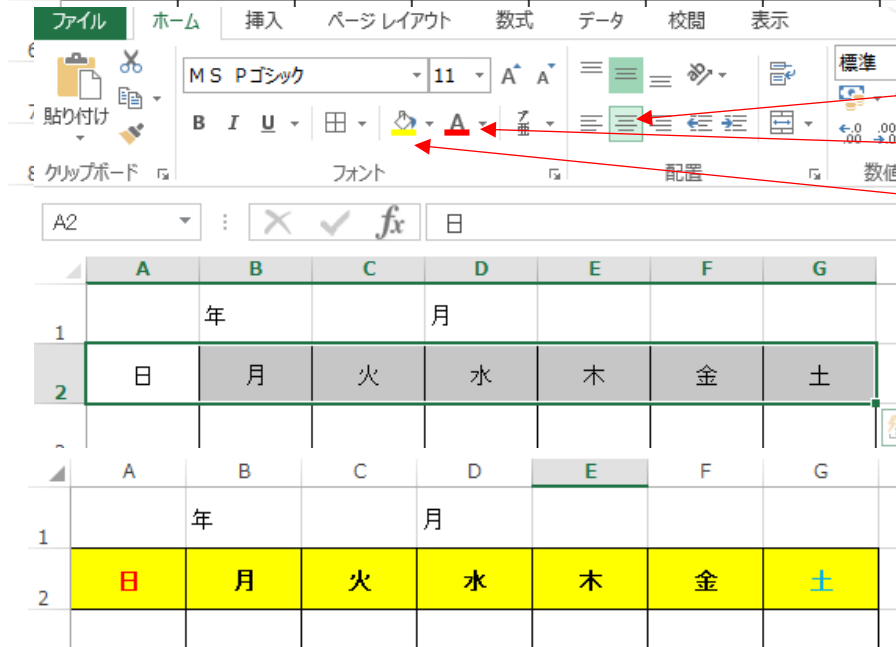 ファイル ホーム 挿入 ページ レイアウト 数式 データ 校閲 表示
6
ＭＳ Ｐゴシック 11 A A 標準
7 貼り付け B I U A
8 クリップボード フォント 配置 数値
A2 fx 日
A B C D E F G
1 年 月
2 日 月 火 水 木 金 土
A B C D E F G
1 年 月
2 日 月 火 水 木 金 土